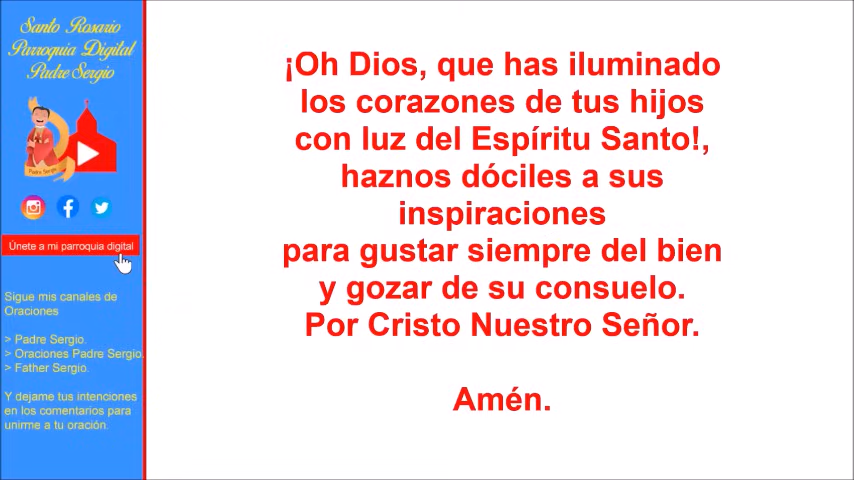 Santo Rosario
Parroquia Digital
Padre Sergio
Padre Sergio
Únete a mi parroquia digital
Sigue mis canales de
Oraciones
> Padre Sergio.
> Oraciones Padre Sergio.
> Father Sergio.
Y dejame tus intenciones
en los comentarios para
unirme a tu oración.
¡Oh Dios, que has iluminado
los corazones de tus hijos
con luz del Espíritu Santo!,
haznos dóciles a sus
inspiraciones
para gustar siempre del bien
y gozar de su consuelo.
Por Cristo Nuestro Señor.
Amén.